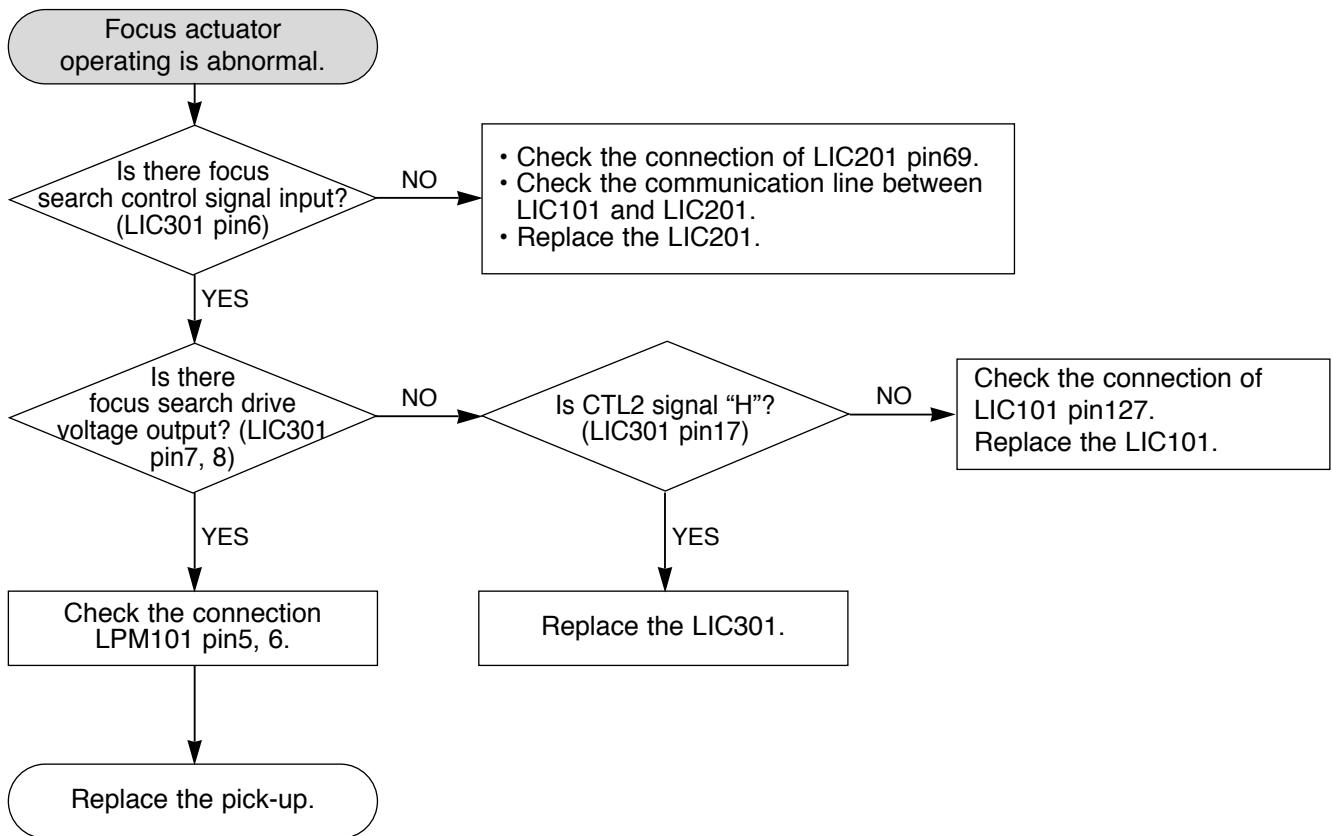 Focus actuator
operating is abnormal.
Is there focus
search control signal input?
(LIC301 pin6)
NO
• Check the connection of LIC201 pin69.
• Check the communication line between
LIC101 and LIC201.
• Replace the LIC201.
YES
Is there
focus search drive
voltage output? (LIC301
pin7, 8)
NO
Is CTL2 signal “H”?
(LIC301 pin17)
NO
Check the connection of
LIC101 pin127.
Replace the LIC101.
YES
YES
Check the connection
LPM101 pin5, 6.
Replace the LIC301.
Replace the pick-up.